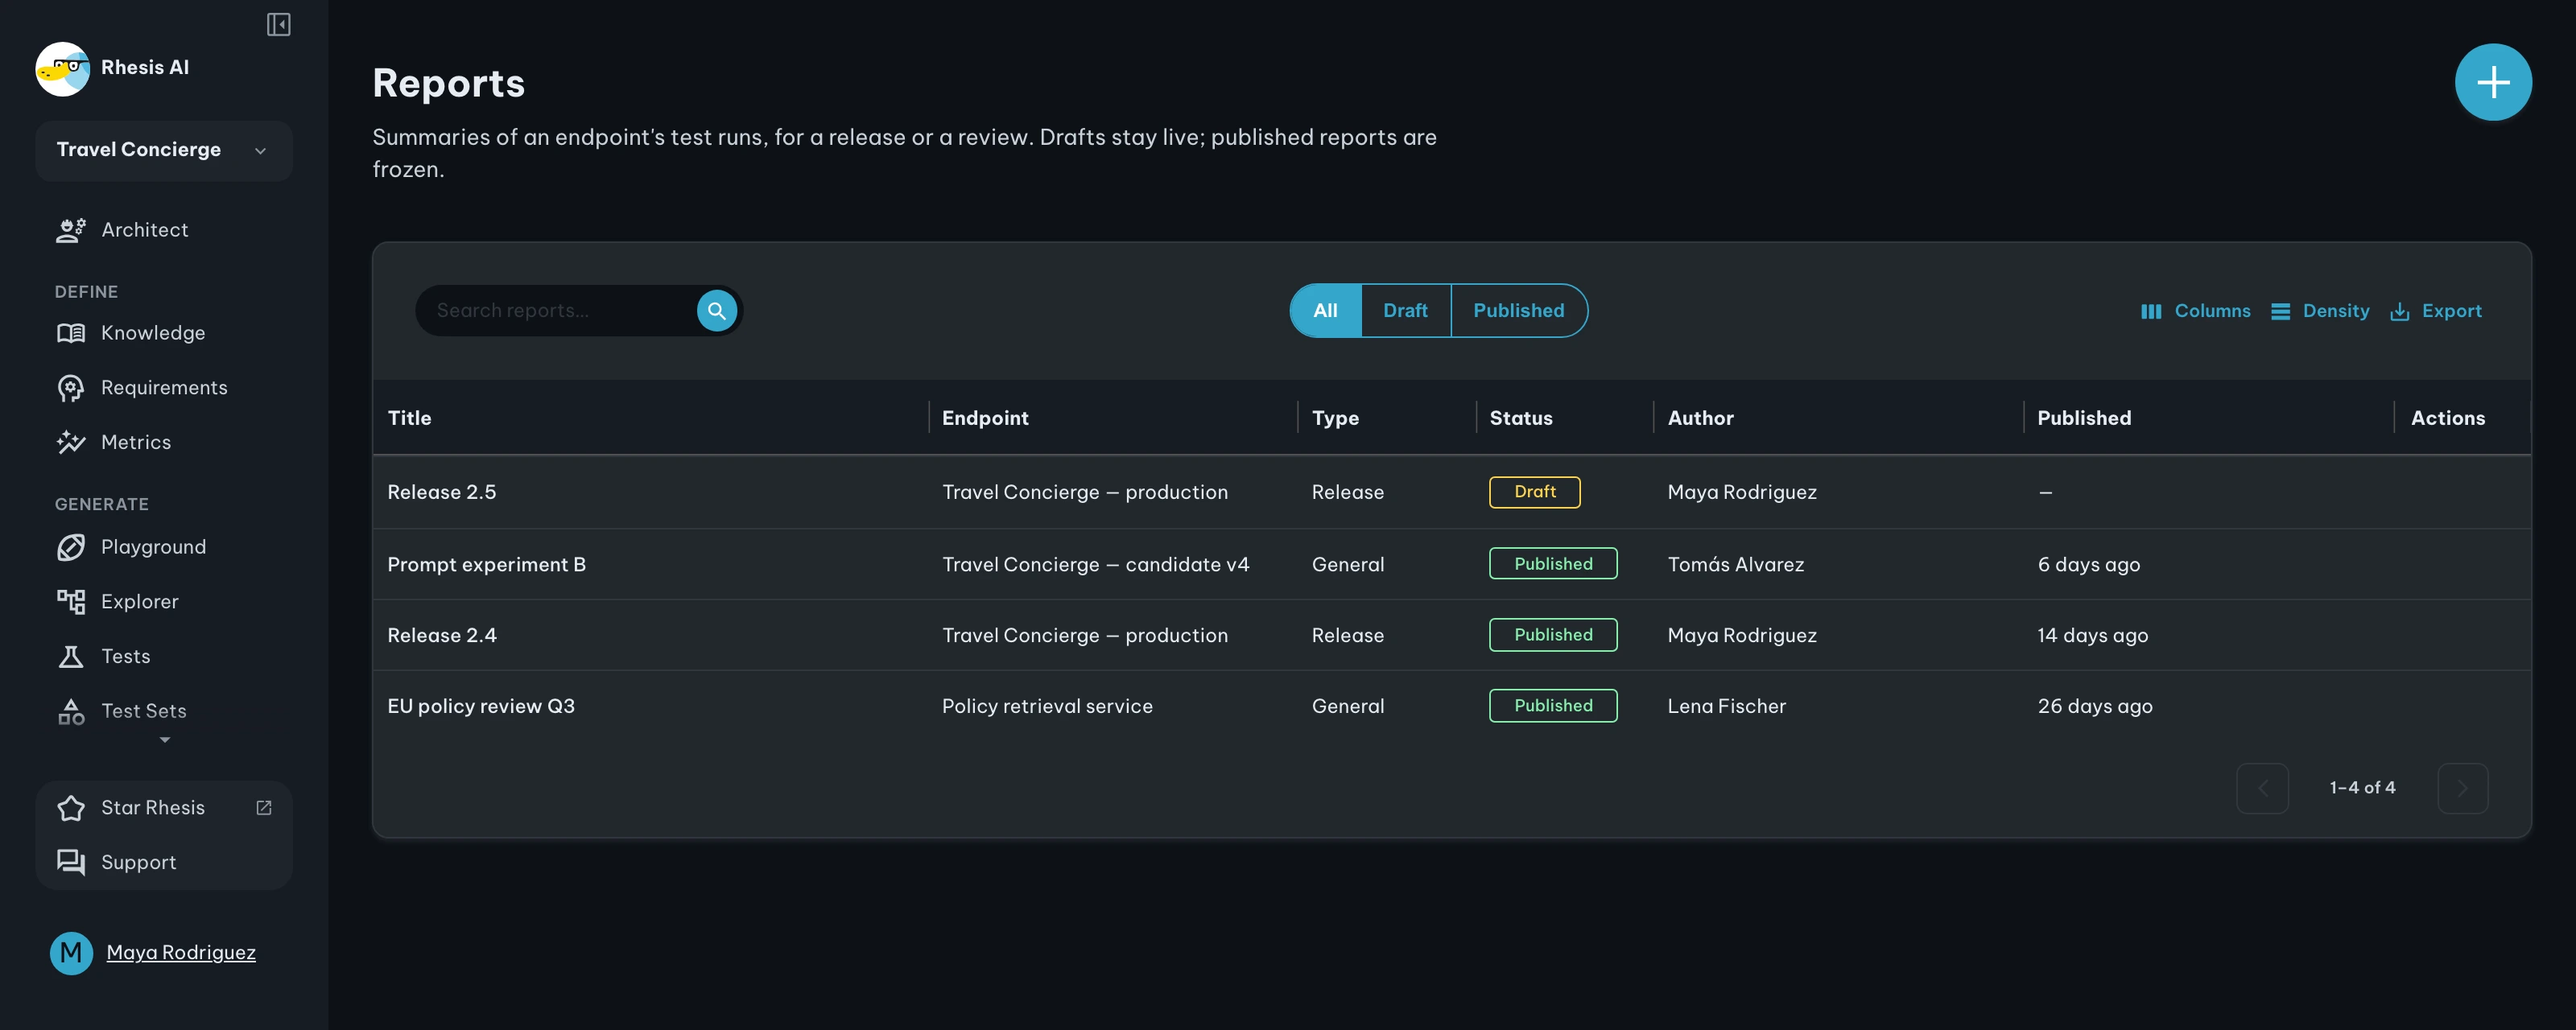 Rhesis AI
Travel Concierge
Architect
DEFINE
Knowledge
Requirements
Metrics
GENERATE
Playground
Explorer
Tests
Test Sets
Star Rhesis
Support
M
Maya Rodriguez
Reports
Summaries of an endpoint's test runs, for a release or a review. Drafts stay live; published reports are
frozen.
Search reports...
All Draft Published
Columns Density Export
Title Endpoint Type Status Author Published Actions
Release 2.5 Travel Concierge — production Release Draft Maya Rodriguez —
Prompt experiment B Travel Concierge — candidate v4 General Published Tomás Alvarez 6 days ago
Release 2.4 Travel Concierge — production Release Published Maya Rodriguez 14 days ago
EU policy review Q3 Policy retrieval service General Published Lena Fischer 26 days ago
1–4 of 4